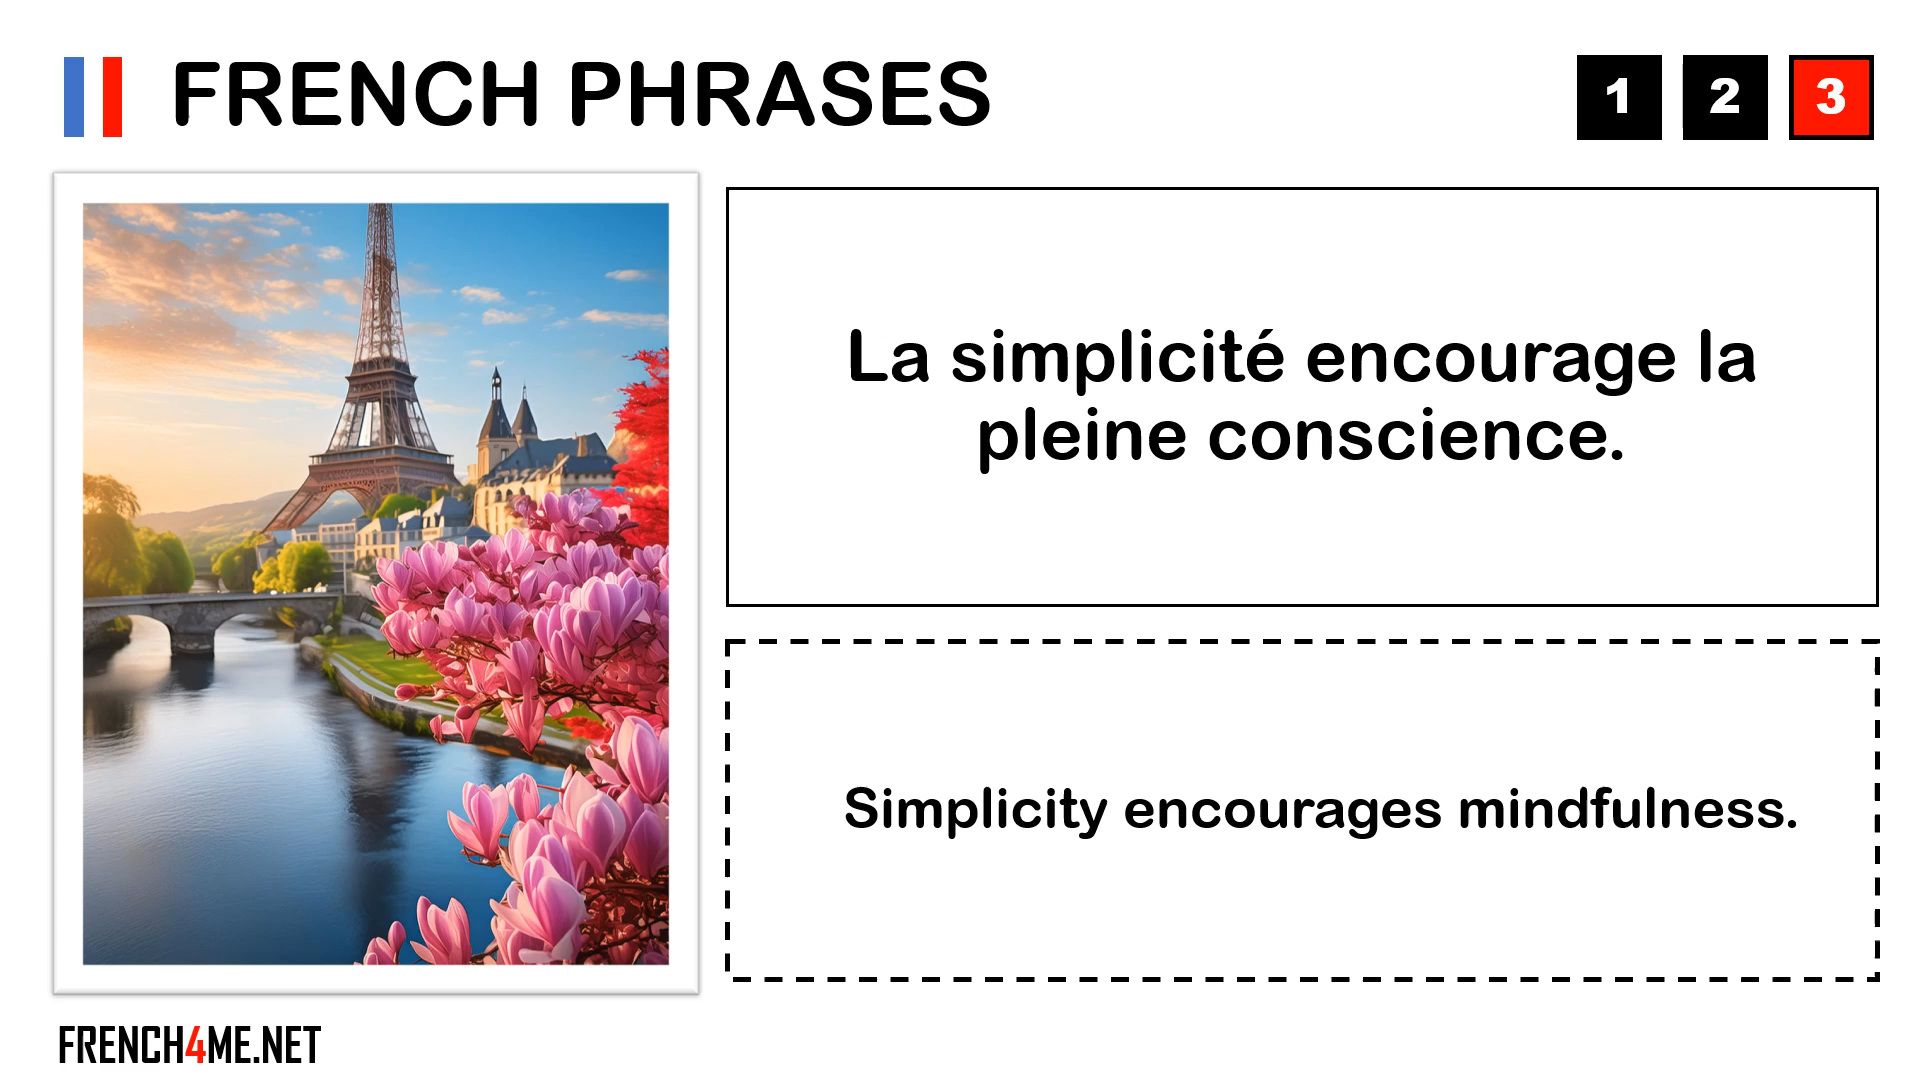 FRENCH PHRASES
1 2 3
La simplicité encourage la
pleine conscience.
Simplicity encourages mindfulness.
FRENCH4ME.NET